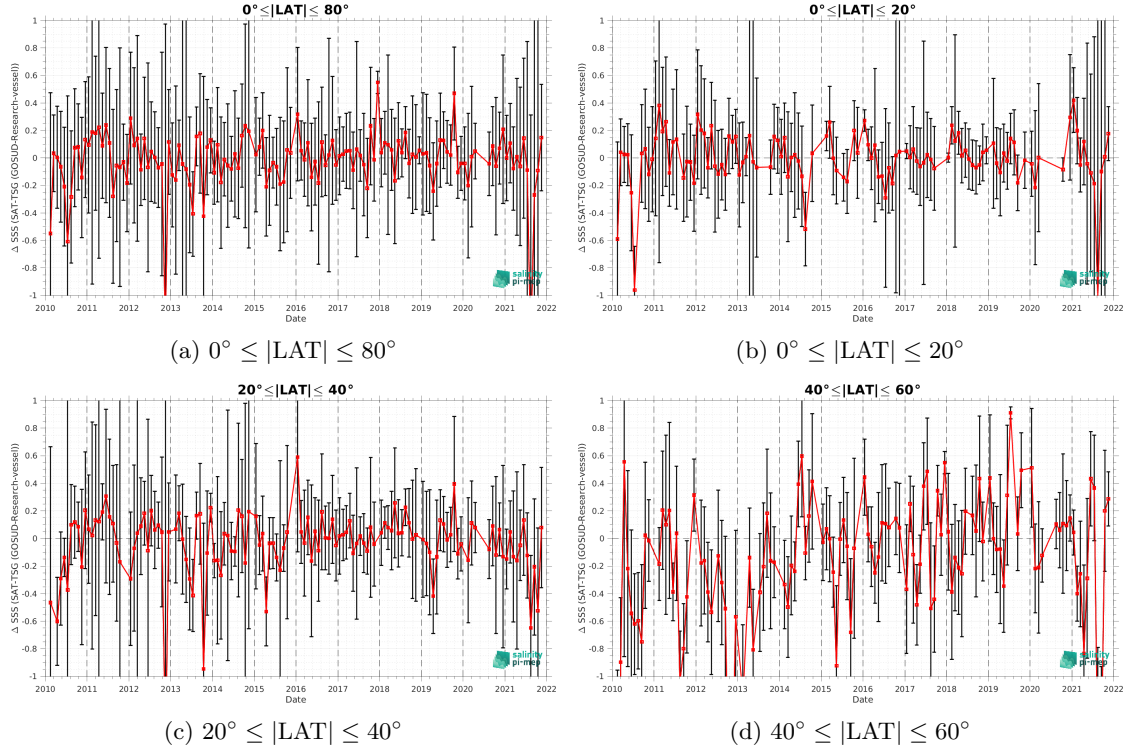 0°≤|LAT|≤ 80°
Δ SSS (SAT-TSG (GOSUD-Research-vessel))
1
0.8
0.6
0.4
0.2
0
-0.2
-0.4
-0.6
-0.8
-1
2010 2011 2012 2013 2014 2015 2016 2017 2018 2019 2020 2021 2022
Date
salinity
pi-mep
(a) 0° ≤ |LAT| ≤ 80°
0°≤|LAT|≤ 20°
Δ SSS (SAT-TSG (GOSUD-Research-vessel))
1
0.8
0.6
0.4
0.2
0
-0.2
-0.4
-0.6
-0.8
-1
2010 2011 2012 2013 2014 2015 2016 2017 2018 2019 2020 2021 2022
Date
salinity
pi-mep
(b) 0° ≤ |LAT| ≤ 20°
20°≤|LAT|≤ 40°
Δ SSS (SAT-TSG (GOSUD-Research-vessel))
1
0.8
0.6
0.4
0.2
0
-0.2
-0.4
-0.6
-0.8
-1
2010 2011 2012 2013 2014 2015 2016 2017 2018 2019 2020 2021 2022
Date
salinity
pi-mep
(c) 20° ≤ |LAT| ≤ 40°
40°≤|LAT|≤ 60°
Δ SSS (SAT-TSG (GOSUD-Research-vessel))
1
0.8
0.6
0.4
0.2
0
-0.2
-0.4
-0.6
-0.8
-1
2010 2011 2012 2013 2014 2015 2016 2017 2018 2019 2020 2021 2022
Date
salinity
pi-mep
(d) 40° ≤ |LAT| ≤ 60°